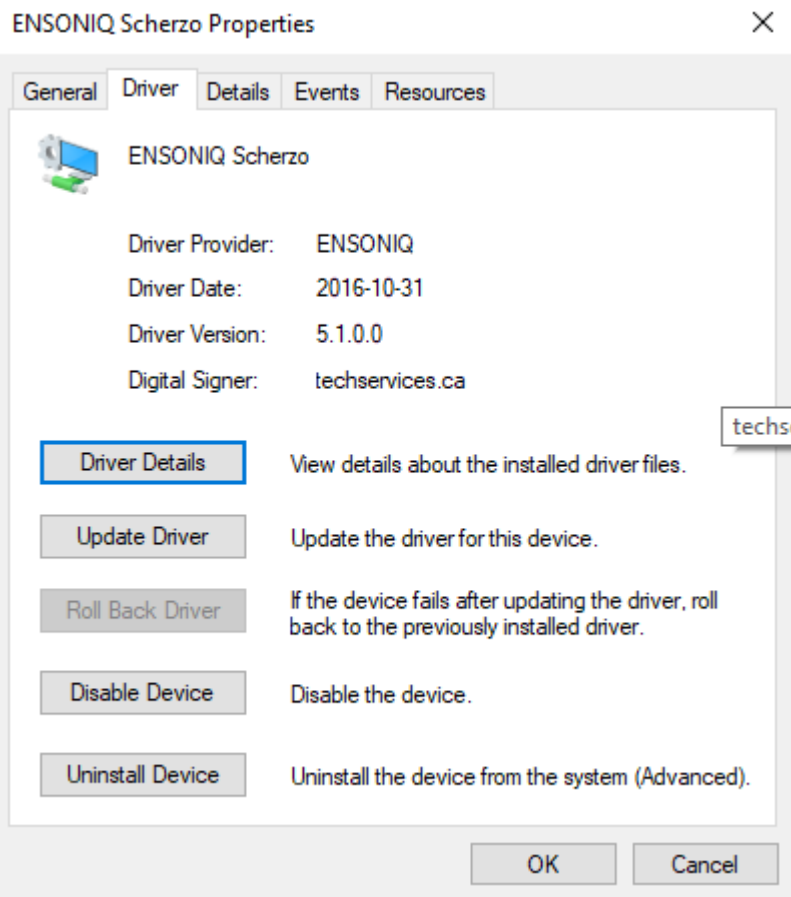 ENSONIQ Scherzo Properties
General Driver Details Events Resources
ENSONIQ Scherzo
Driver Provider: ENSONIQ
Driver Date: 2016-10-31
Driver Version: 5.1.0.0
Digital Signer: techservices.ca
techs
Driver Details View details about the installed driver files.
Update Driver Update the driver for this device.
Roll Back Driver If the device fails after updating the driver, roll
back to the previously installed driver.
Disable Device Disable the device.
Uninstall Device Uninstall the device from the system (Advanced).
OK Cancel